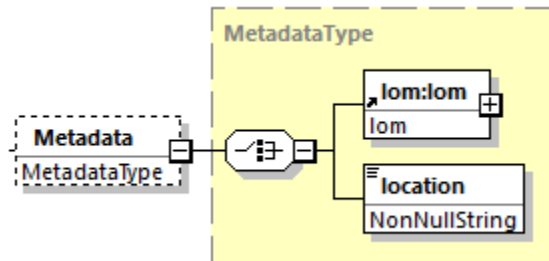 MetadataType
lom:lom
lom
Metadata
MetadataType
location
NonNullString